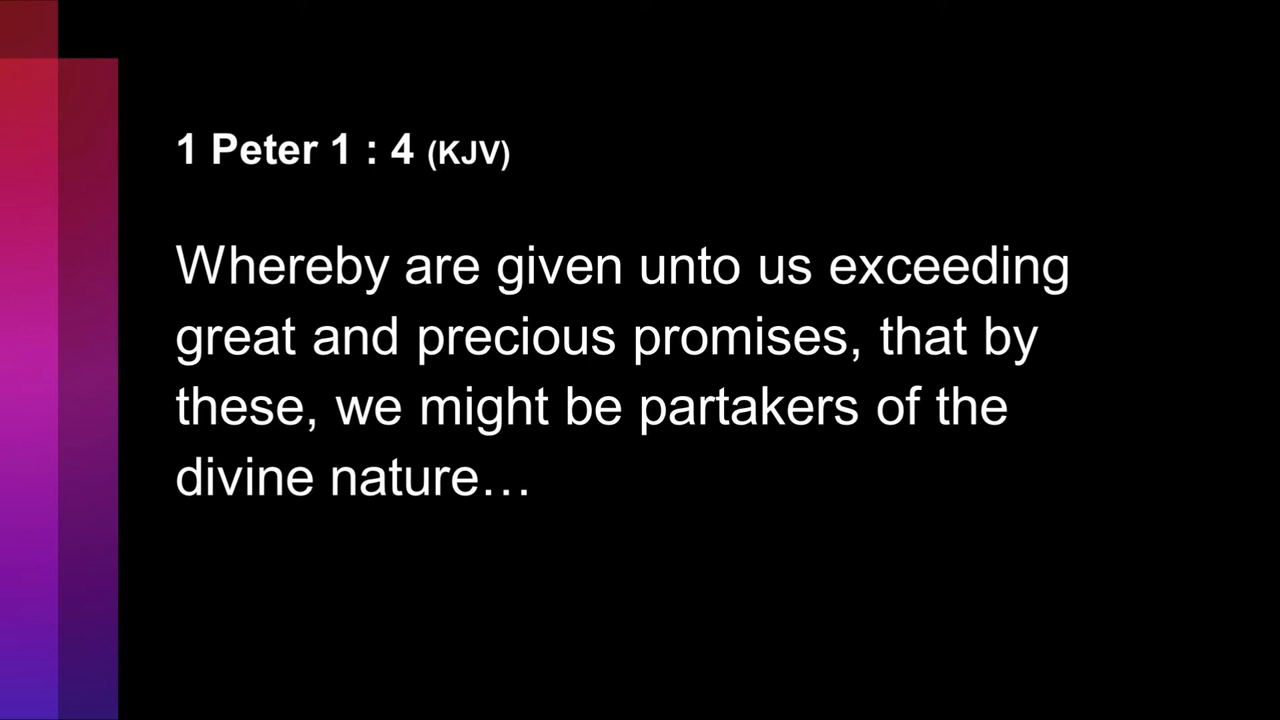 1 Peter 1 : 4 (KJV)
Whereby are given unto us exceeding
great and precious promises, that by
these, we might be partakers of the
divine nature…